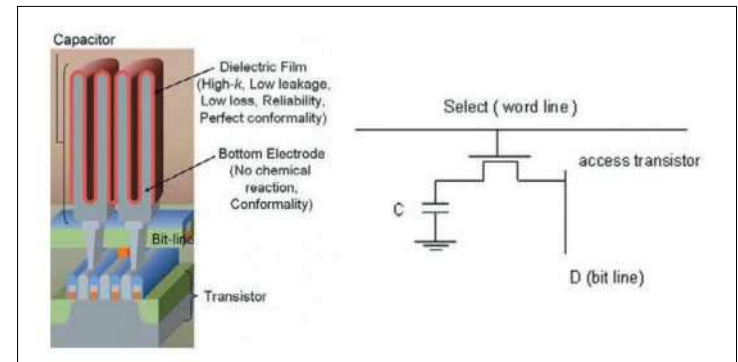 Capacitor
Dielectric Film
(High-k, Low leakage,
Low loss, Reliability,
Perfect conformality)
Bottom Electrode
(No chemical
reaction,
Conformality)
Bit-line
Transistor
Select ( word line )
access transistor
C
D (bit line)